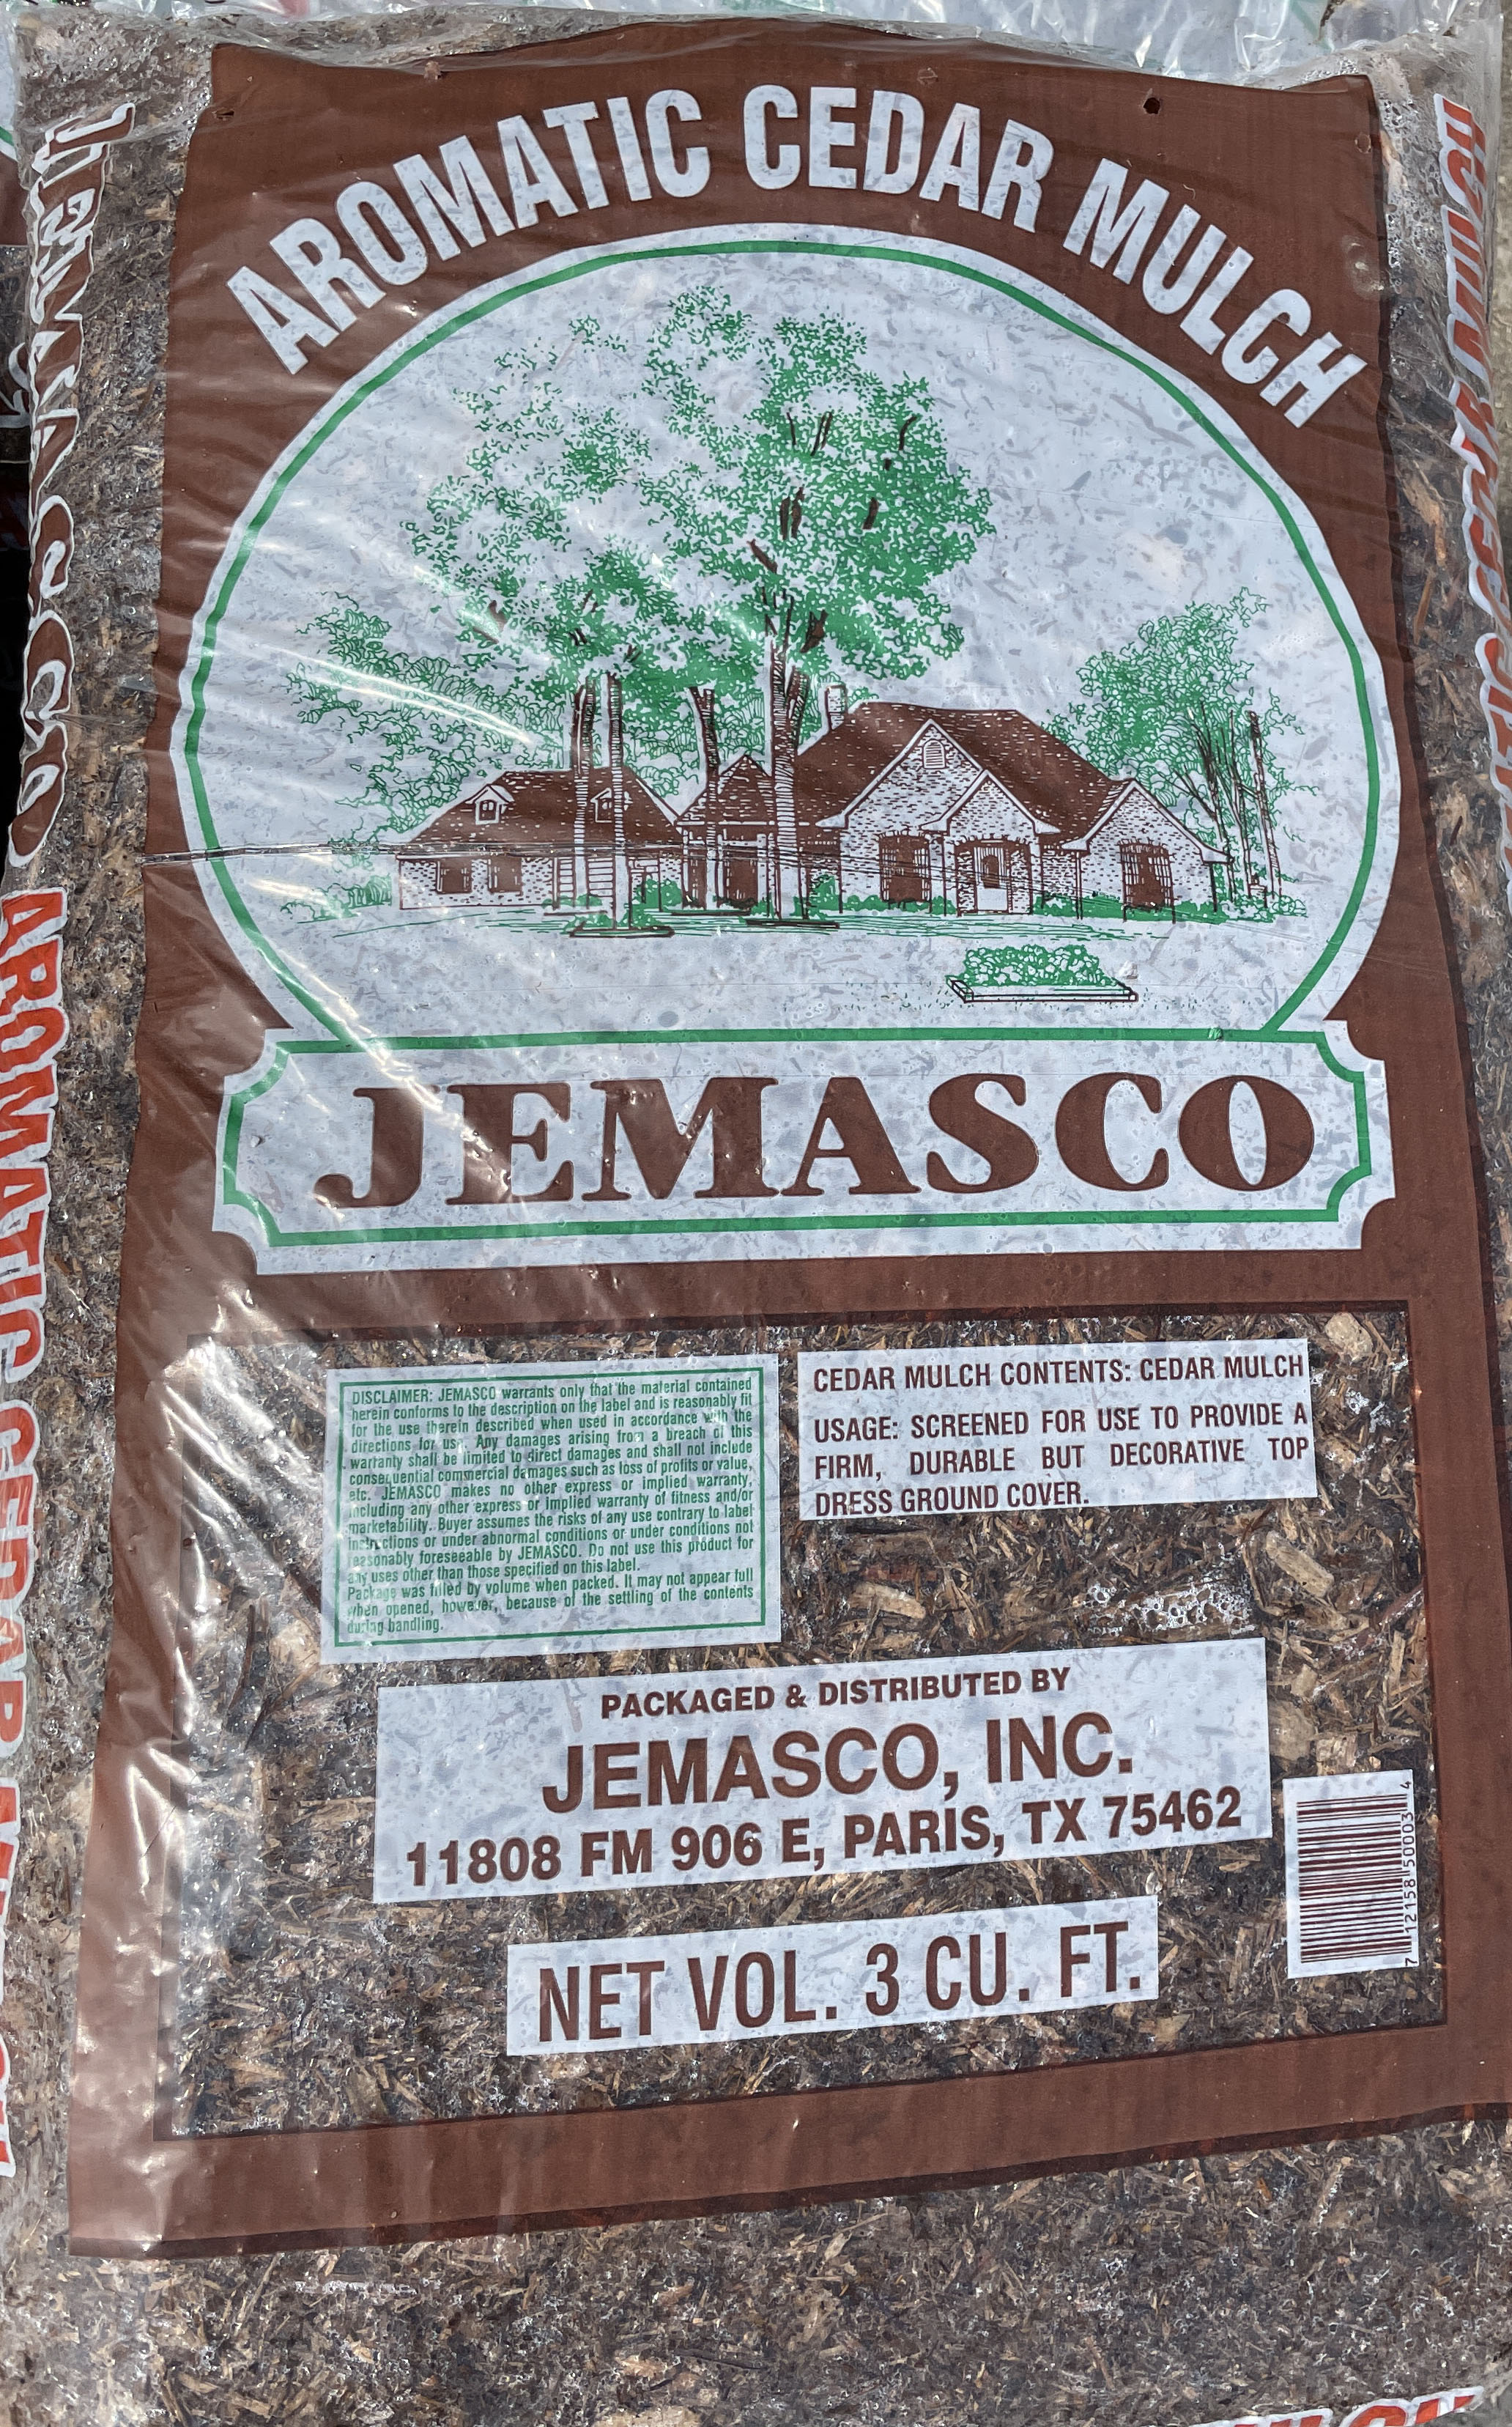 AROMATIC CEDAR MULCH
JEMASCO
DISCLAIMER: JEMASCO warrants only that the material contained
herein conforms to the description on the label and is reasonably fit
for the use therein described when used in accordance with the
directions for use. Any damages arising from a breach of this
warranty shall be limited to direct damages and shall not include
consequential commercial damages such as loss of profits or value,
etc. JEMASCO makes no other express or implied warranty,
including any other express or implied warranty of fitness and/or
marketability. Buyer assumes the risks of any use contrary to label
instructions or under abnormal conditions or under conditions not
reasonably foreseeable by JEMASCO. Do not use this product for
any uses other than those specified on this label.
Package was filled by volume when packed. It may not appear full
when opened, however, because of the settling of the contents
during handling.
CEDAR MULCH CONTENTS: CEDAR MULCH
USAGE: SCREENED FOR USE TO PROVIDE A
FIRM, DURABLE BUT DECORATIVE TOP
DRESS GROUND COVER.
PACKAGED & DISTRIBUTED BY
JEMASCO, INC.
11808 FM 906 E, PARIS, TX 75462
NET VOL. 3 CU. FT.
7 12158 50003 4
JEMASCO
AROMATIC CEDAR MULCH